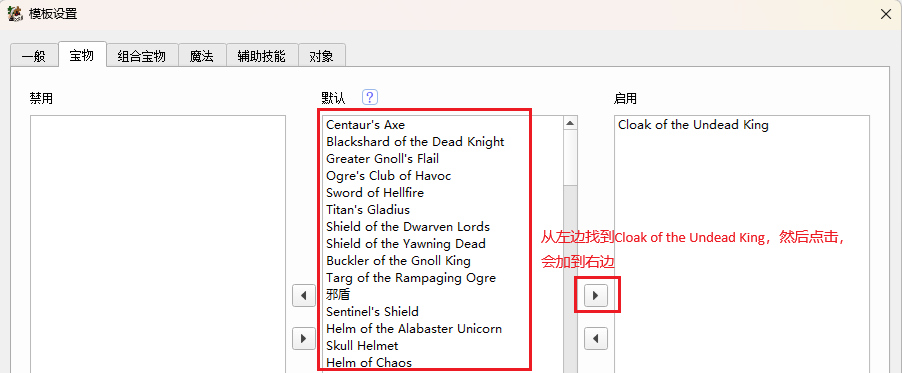 模板设置
一般
宝物
组合宝物
魔法
辅助技能
对象
禁用
默认
?
启用
Centaur's Axe
Blackshard of the Dead Knight
Greater Gnoll's Flail
Ogre's Club of Havoc
Sword of Hellfire
Titan's Gladius
Shield of the Dwarven Lords
Shield of the Yawning Dead
Buckler of the Gnoll King
Targ of the Rampaging Ogre
邪盾
Sentinel's Shield
Helm of the Alabaster Unicorn
Skull Helmet
Helm of Chaos
Cloak of the Undead King
从左边找到Cloak of the Undead King，然后点击，
会加到右边